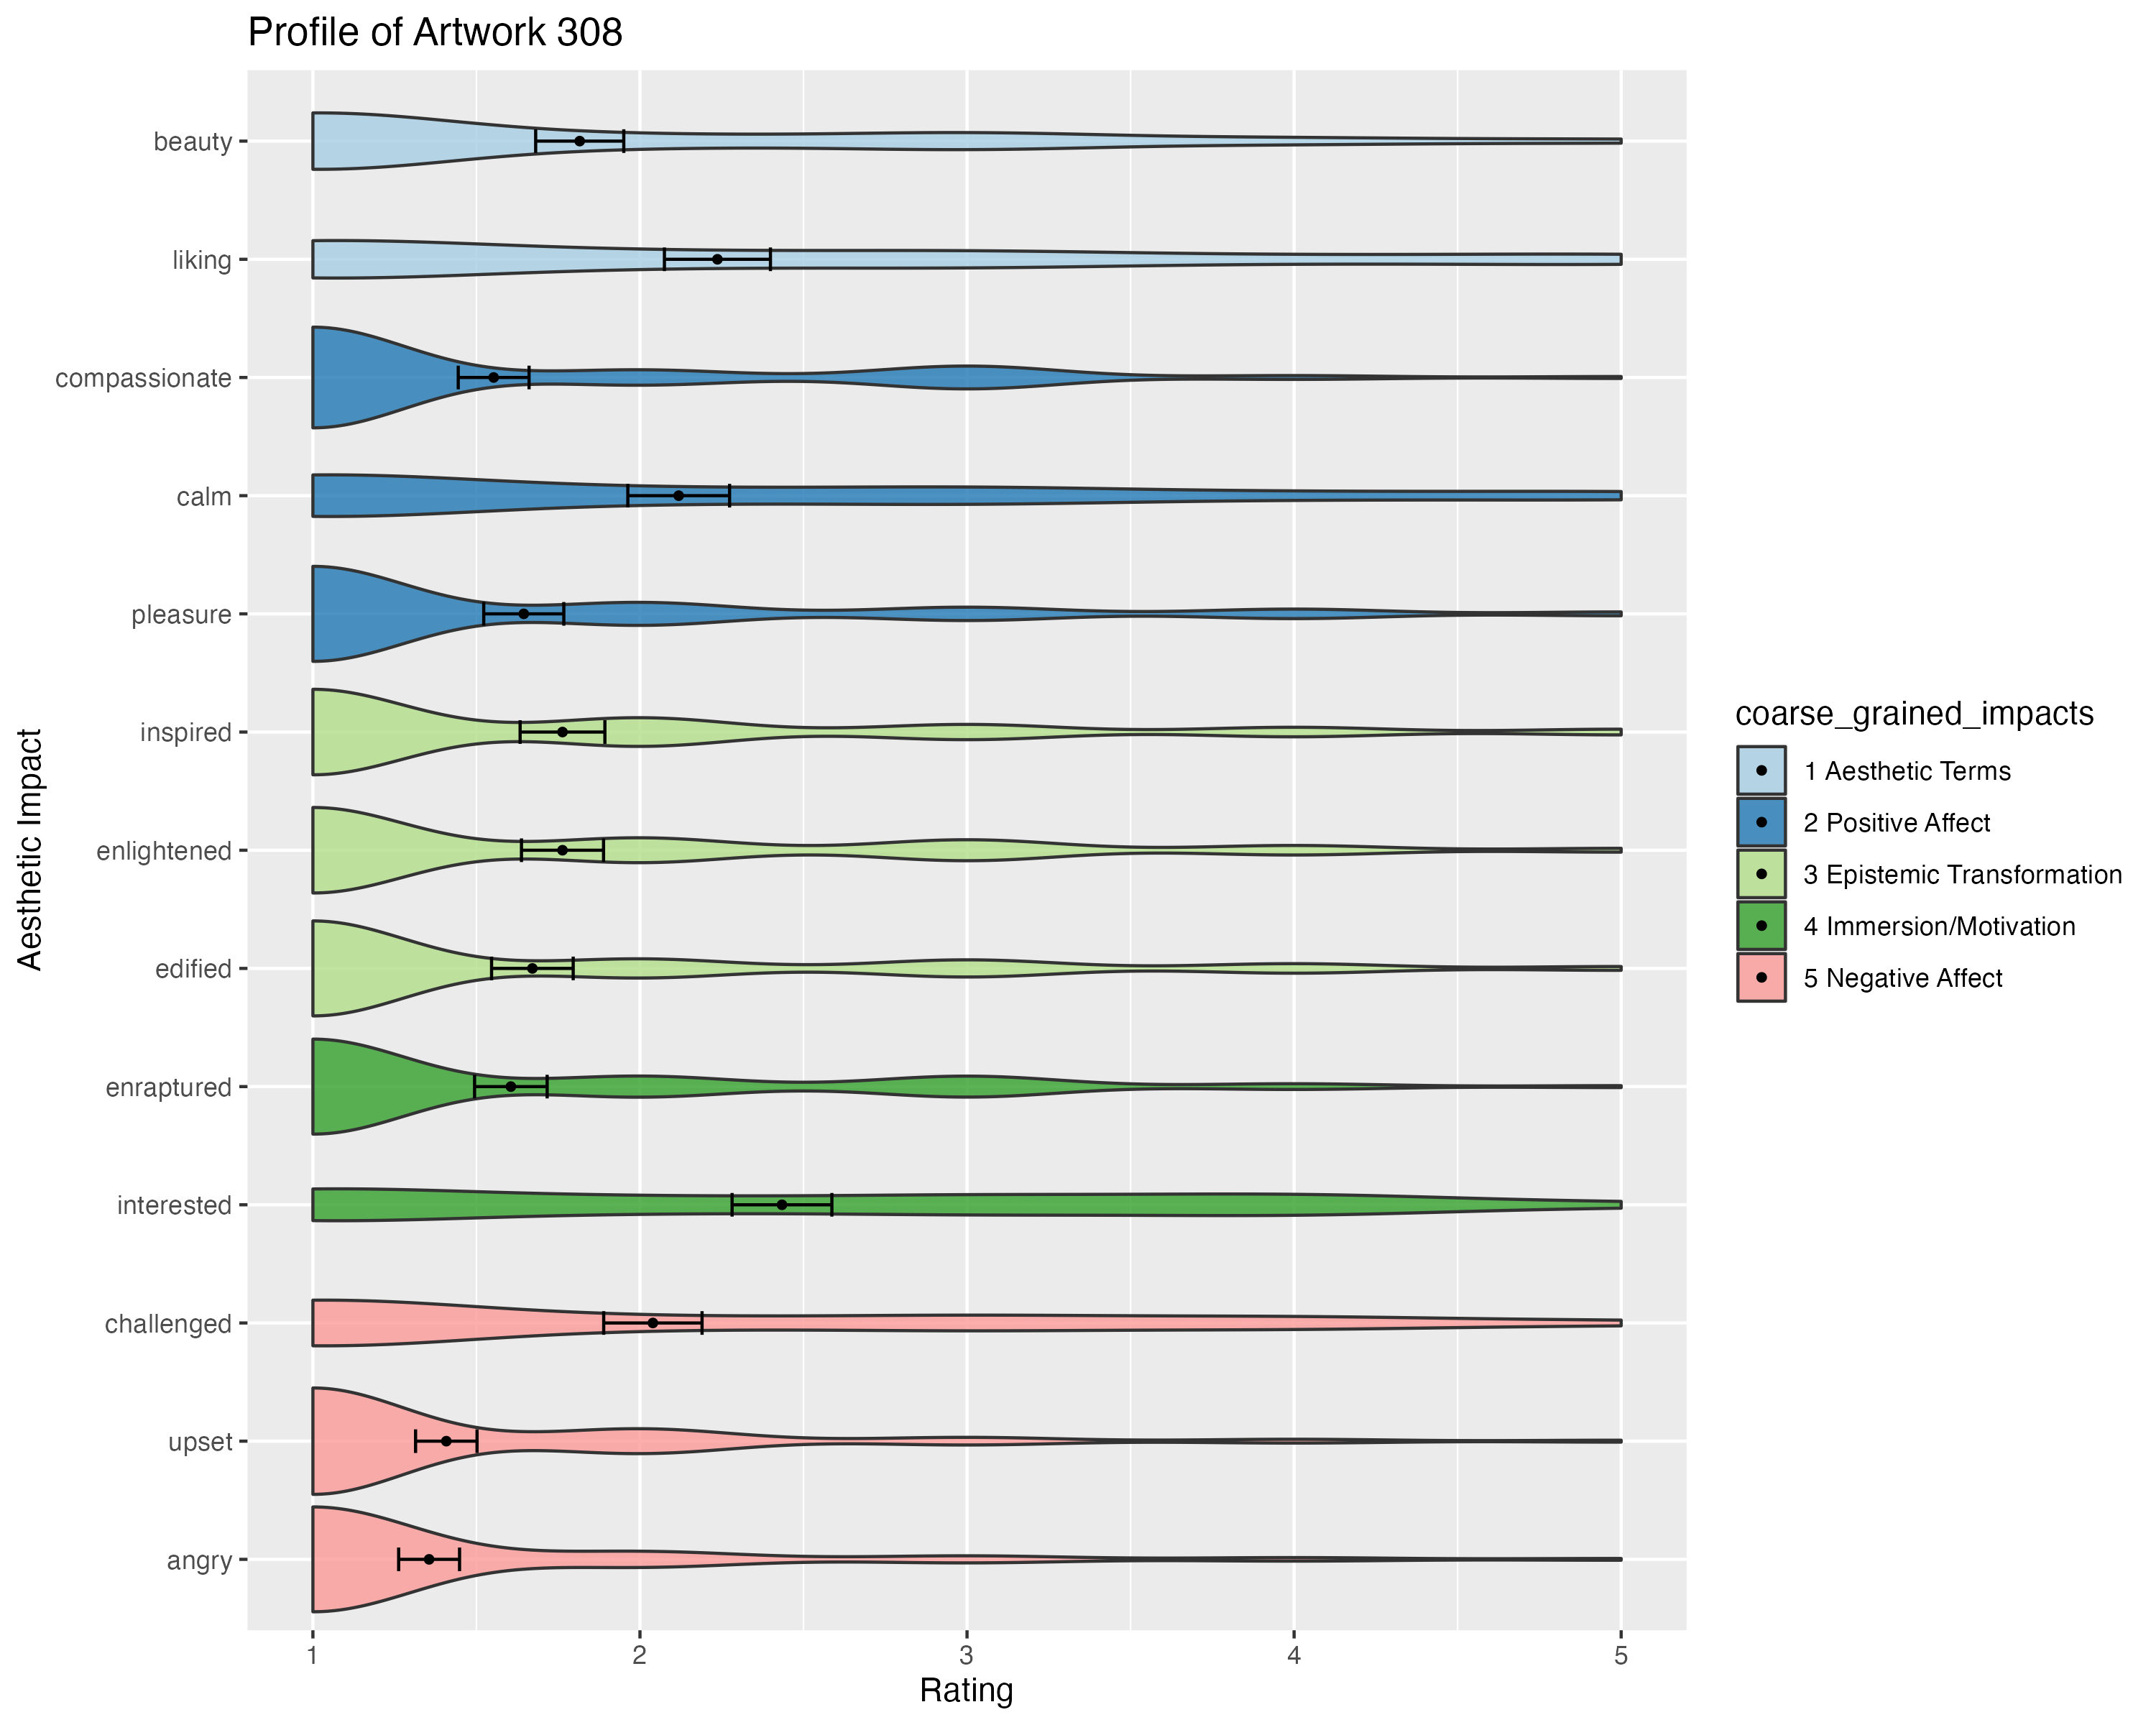 Profile of Artwork 308
beauty
liking
compassionate
calm
pleasure
inspired
enlightened
edified
enraptured
interested
challenged
upset
angry
Aesthetic Impact
1 2 3 4 5
Rating
coarse_grained_impacts
1 Aesthetic Terms
2 Positive Affect
3 Epistemic Transformation
4 Immersion/Motivation
5 Negative Affect